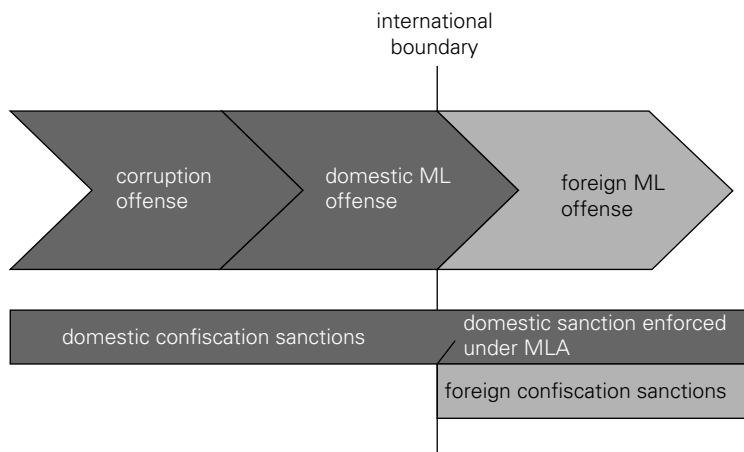 international
boundary
corruption
offense
domestic ML
offense
foreign ML
offense
domestic confiscation sanctions
domestic sanction enforced
under MLA
foreign confiscation sanctions